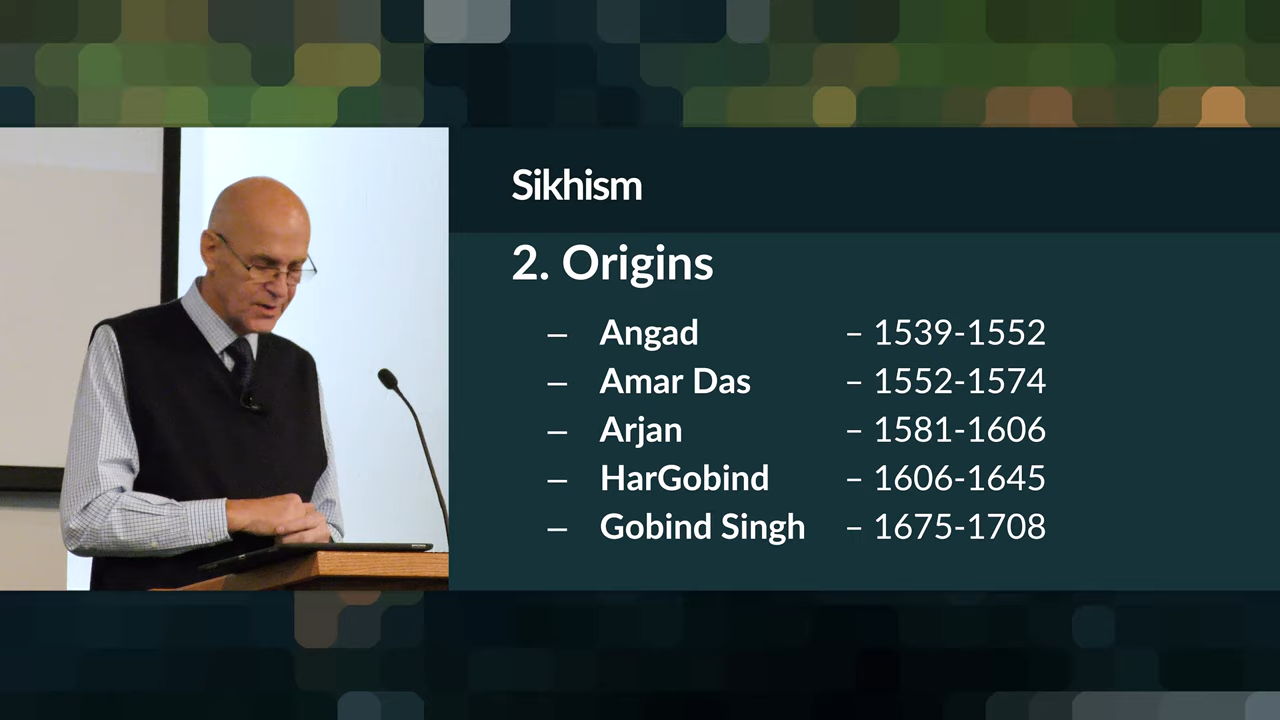 Sikhism
2. Origins
– Angad – 1539-1552
– Amar Das – 1552-1574
– Arjan – 1581-1606
– HarGobind – 1606-1645
– Gobind Singh – 1675-1708